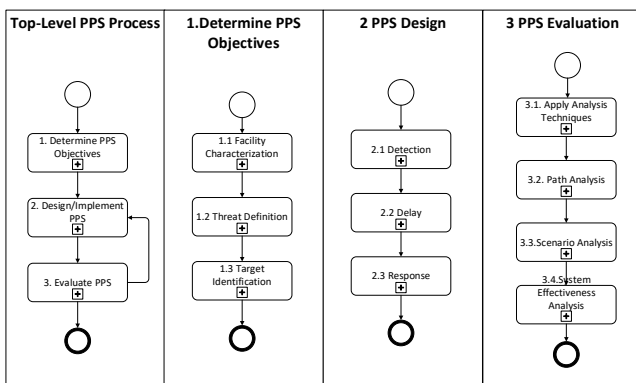 Top-Level PPS Process
1. Determine PPS
Objectives
2. Design/Implement
PPS
3. Evaluate PPS
1.Determine PPS
Objectives
1.1 Facility
Characterization
1.2 Threat Definition
1.3 Target
Identification
2 PPS Design
2.1 Detection
2.2 Delay
2.3 Response
3 PPS Evaluation
3.1. Apply Analysis
Techniques
3.2. Path Analysis
3.3.Scenario Analysis
3.4.System
Effectiveness
Analysis